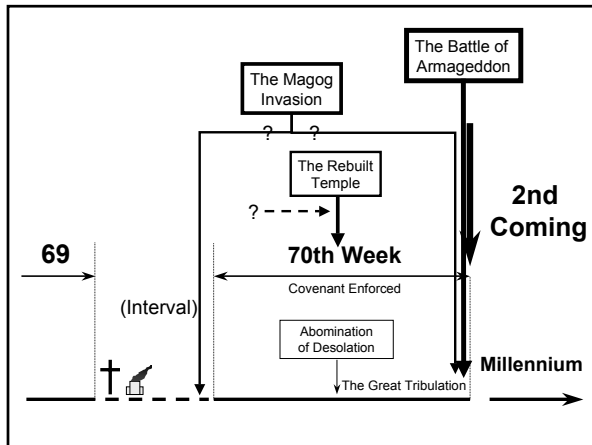 The Battle of
Armageddon
The Magog
Invasion
? ?
The Rebuilt
Temple
?
2nd
Coming
69
70th Week
(Interval)
Covenant Enforced
Abomination
of Desolation
Millennium
The Great Tribulation